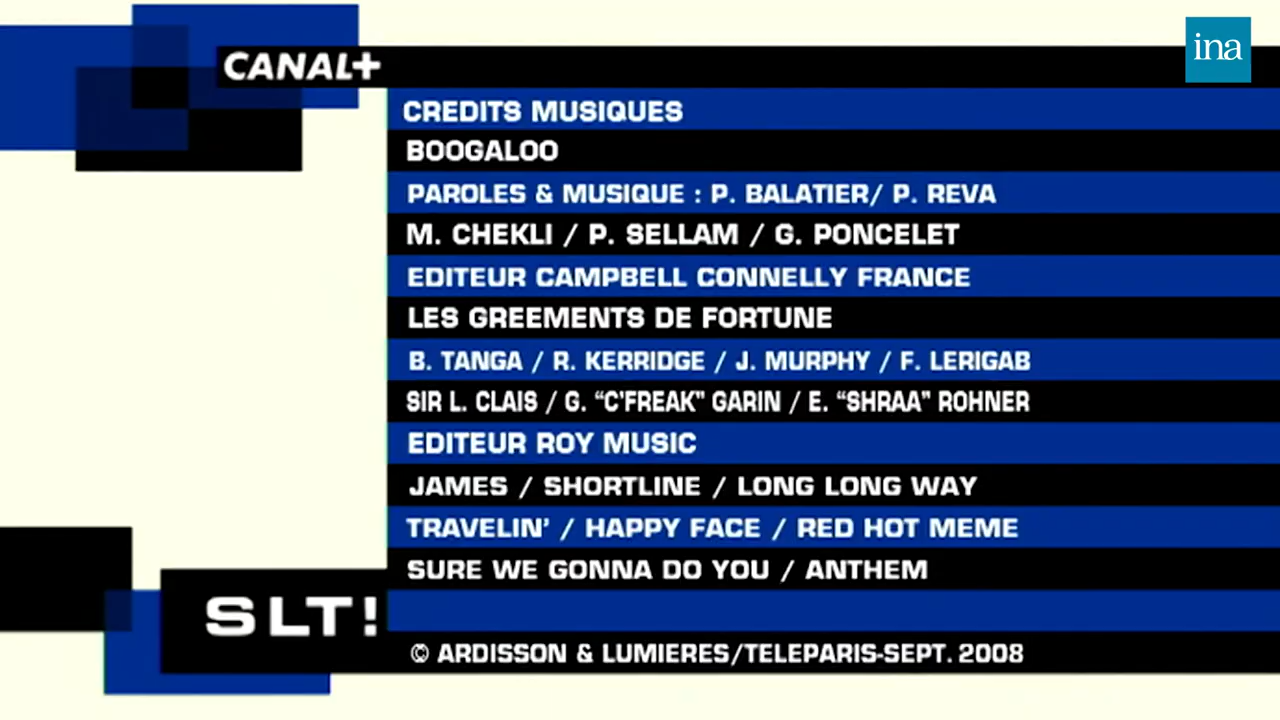 ina
CANAL+
CREDITS MUSIQUES
BOOGALOO
PAROLES & MUSIQUE : P. BALATIER/ P. REVA
M. CHEKLI / P. SELLAM / G. PONCELET
EDITEUR CAMPBELL CONNELLY FRANCE
LES GREEMENTS DE FORTUNE
B. TANGA / R. KERRIDGE / J. MURPHY / F. LERIGAB
SIR L. CLAIS / G. “C'FREAK” GARIN / E. “SHRAA” ROHNER
EDITEUR ROY MUSIC
JAMES / SHORTLINE / LONG LONG WAY
TRAVELIN' / HAPPY FACE / RED HOT MEME
SURE WE GONNA DO YOU / ANTHEM
SLT!
© ARDISSON & LUMIERES/TELEPARIS-SEPT. 2008